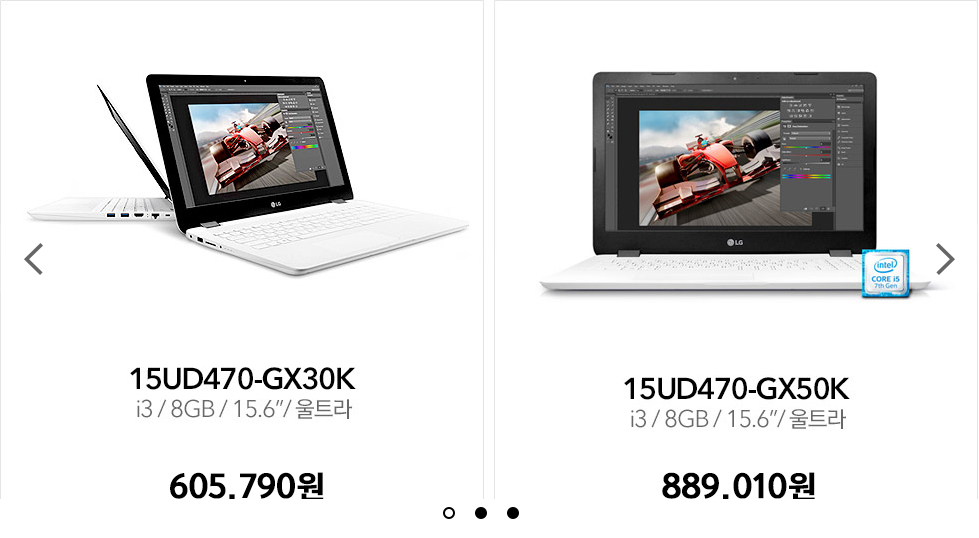 LG
15UD470-GX30K
i3 / 8GB / 15.6”/ 울트라
605,790원
LG
intel
CORE i5
7th Gen
15UD470-GX50K
i3 / 8GB / 15.6”/ 울트라
889,010원